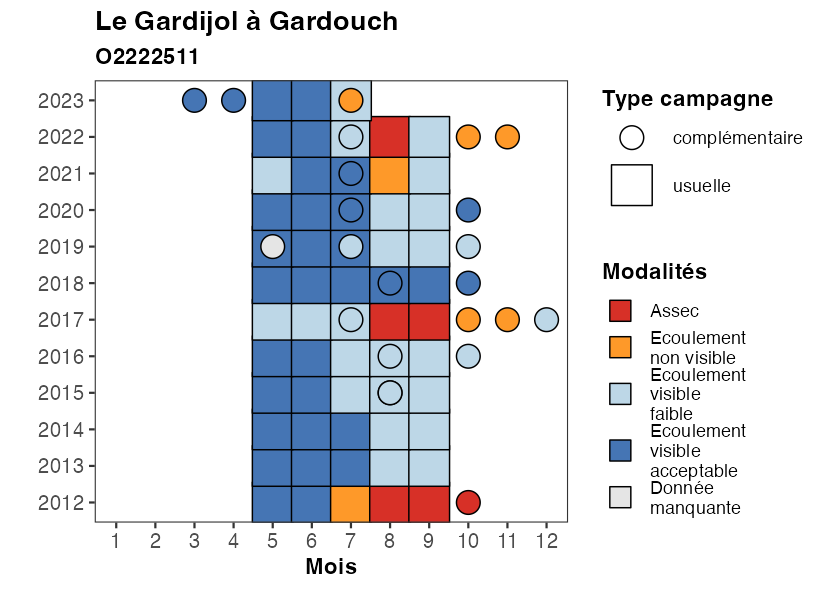 Le Gardijol à Gardouch
O2222511
2023
2022
2021
2020
2019
2018
2017
2016
2015
2014
2013
2012
1 2 3 4 5 6 7 8 9 10 11 12
Mois
Type campagne
complémentaire
usuelle
Modalités
Assec
Ecoulement
non visible
Ecoulement
visible
faible
Ecoulement
visible
acceptable
Donnée
manquante